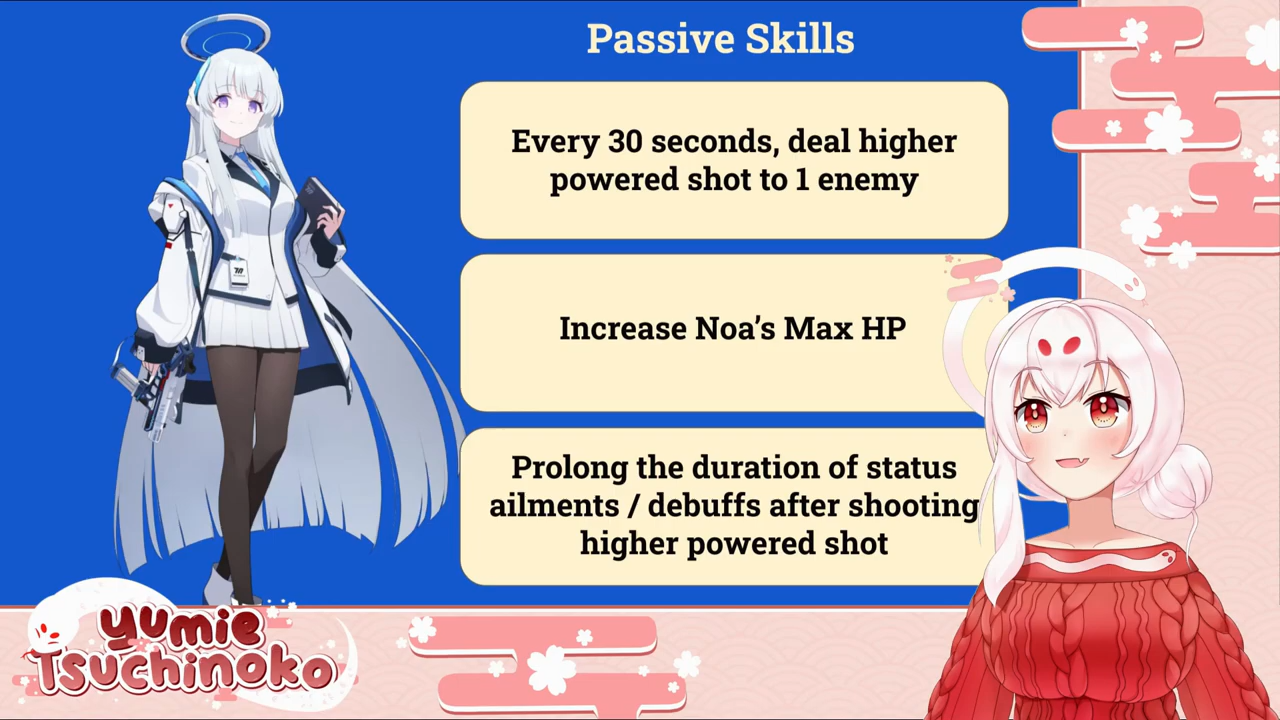 Passive Skills
Every 30 seconds, deal higher
powered shot to 1 enemy
Increase Noa's Max HP
Prolong the duration of status
ailments / debuffs after shooting
higher powered shot
yumie
Tsuchinoko